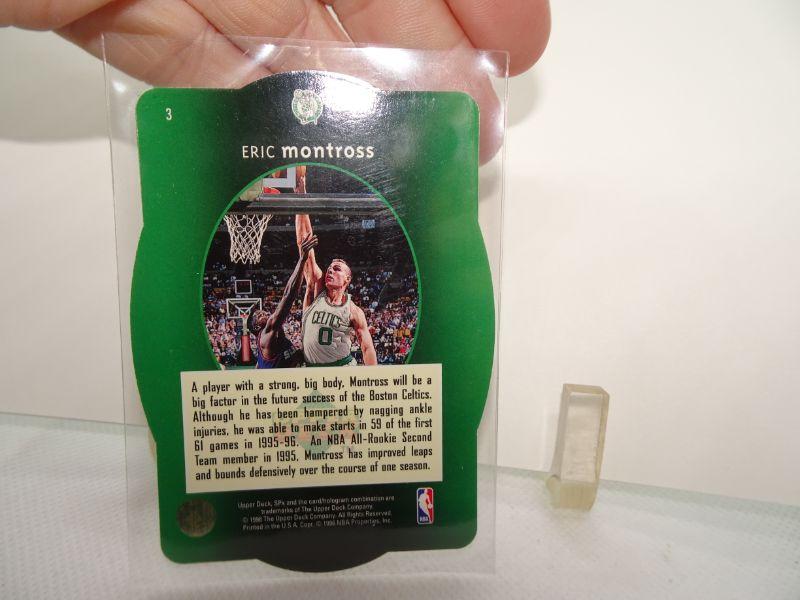 3
ERIC montross
CELTICS
0
A player with a strong, big body, Montross will be a
big factor in the future success of the Boston Celtics.
Although he has been hampered by nagging ankle
injuries, he was able to make starts in 59 of the first
61 games in 1995-96. An NBA All-Rookie Second
Team member in 1995, Montross has improved leaps
and bounds defensively over the course of one season.
Upper Deck, SPx and the card/hologram combination are
trademarks of The Upper Deck Company.
© 1996 The Upper Deck Company. All Rights Reserved.
Printed in the U.S.A. Copr. © 1996 NBA Properties, Inc.
NBA